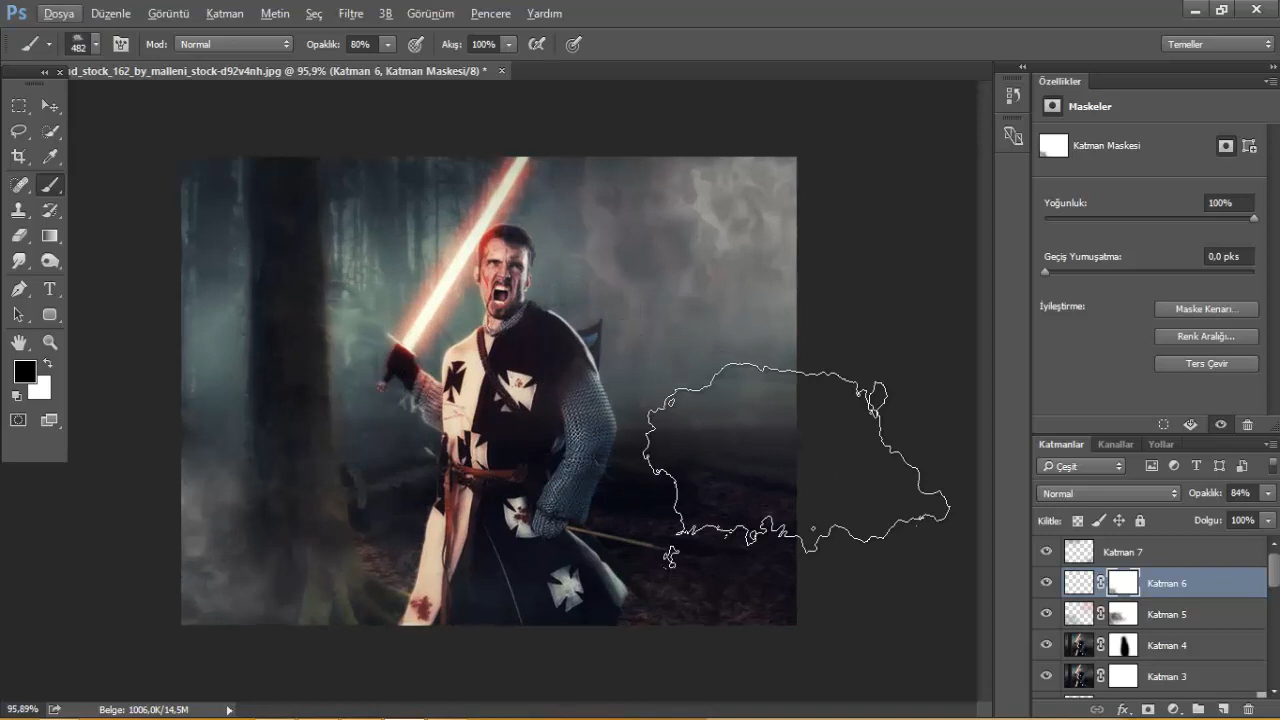 Ps Dosya Düzenle Görüntü Katman Metin Seç Filtre 3B Görünüm Pencere Yardım
482 Mod: Normal Opaklık: 80% Akış: 100% Temeller
ıd_stock_162_by_malleni_stock-d92v4nh.jpg @ 95,9% (Katman 6, Katman Maskesi/8) *
Özellikler
Maskeler
Katman Maskesi
Yoğunluk: 100%
Geçiş Yumuşatma: 0,0 pks
İyileştirme: Maske Kenarı...
Renk Aralığı...
Ters Çevir
Katmanlar Kanallar Yollar
Çeşit
Normal Opaklık: 84%
Kilitle: Dolgu: 100%
Katman 7
Katman 6
Katman 5
Katman 4
Katman 3
95,89% Belge: 1006,0K/14,5M